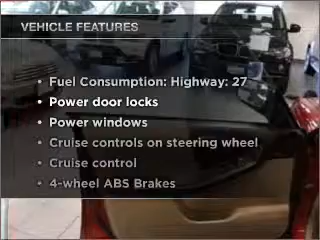 VEHICLE FEATURES
• Fuel Consumption: Highway: 27
• Power door locks
• Power windows
• Cruise controls on steering wheel
• Cruise control
• 4-wheel ABS Brakes